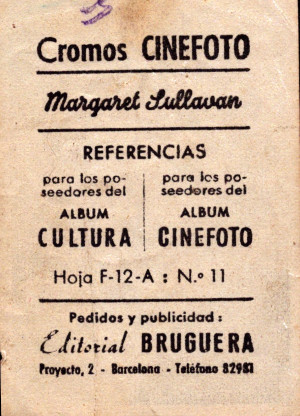 Cromos CINEFOTO
Margaret Sullavan
REFERENCIAS
para los po-
seedores del
ALBUM
CULTURA
para los po-
seedores del
ALBUM
CINEFOTO
Hoja F-12-A : N.º 11
Pedidos y publicidad:
Editorial BRUGUERA
Proyecto, 2 - Barcelona - Teléfono 82981